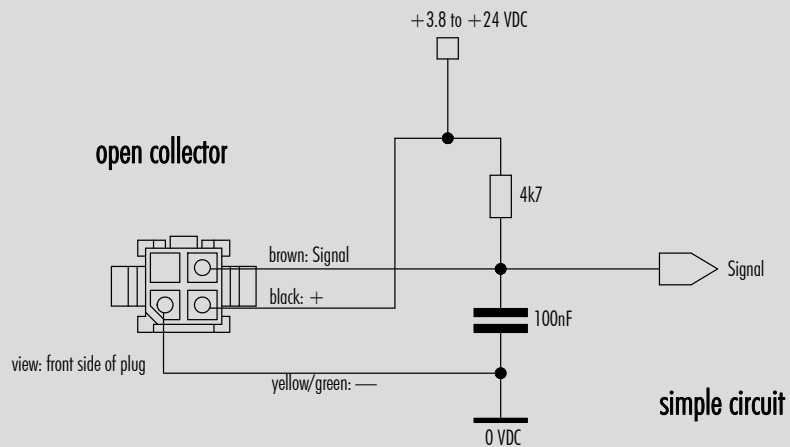 +3.8 to +24 VDC
open collector
4k7
brown: Signal
Signal
black: +
100nF
view: front side of plug
yellow/green: —
simple circuit
0 VDC